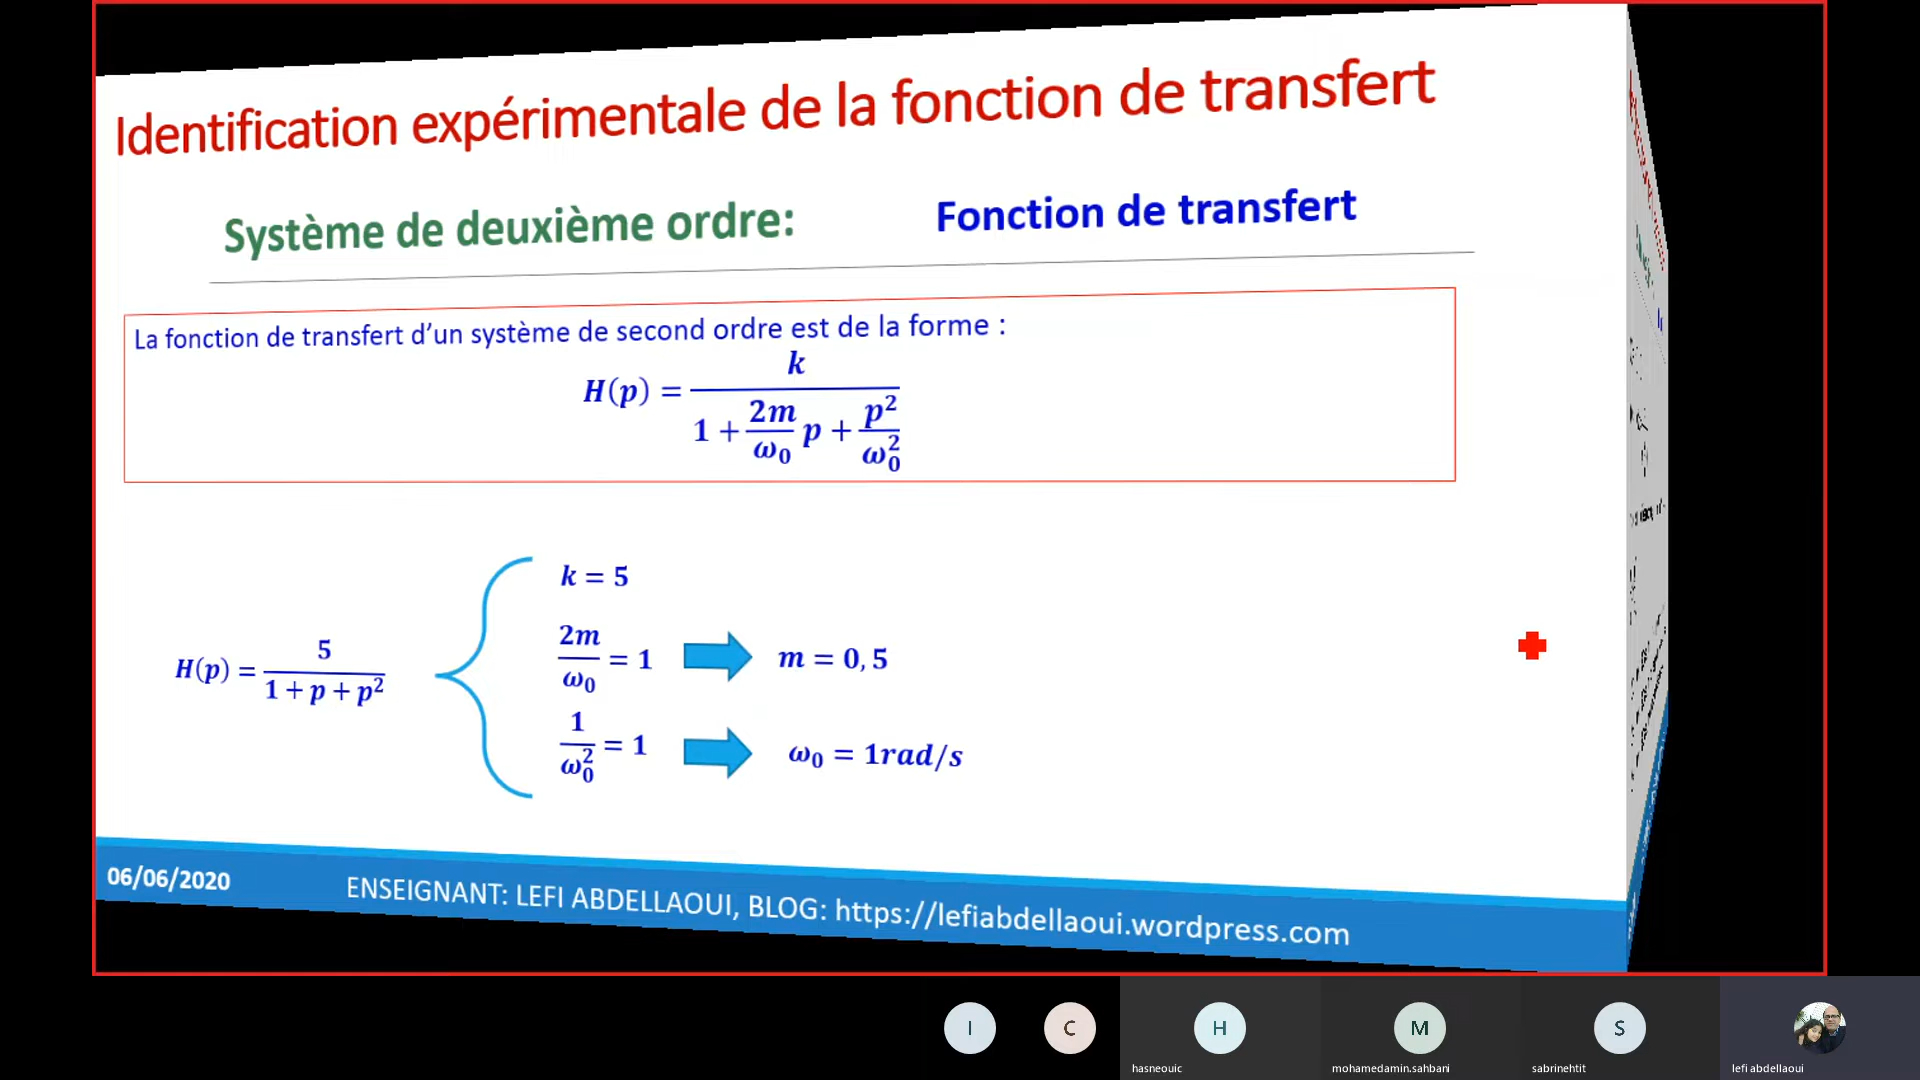 Identification expérimentale de la fonction de transfert
Système de deuxième ordre: Fonction de transfert
La fonction de transfert d’un système de second ordre est de la forme :
H(p) = k / (1 + (2m/ω₀) p + p²/ω₀²)
k = 5
2m/ω₀ = 1 m = 0, 5
H(p) = 5 / (1 + p + p²)
1/ω₀² = 1 ω₀ = 1rad/s
06/06/2020 ENSEIGNANT: LEFI ABDELLAOUI, BLOG: https://lefiabdellaoui.wordpress.com
I C H M S
hasneouic mohamedamin.sahbani sabrinehtit lefi abdellaoui